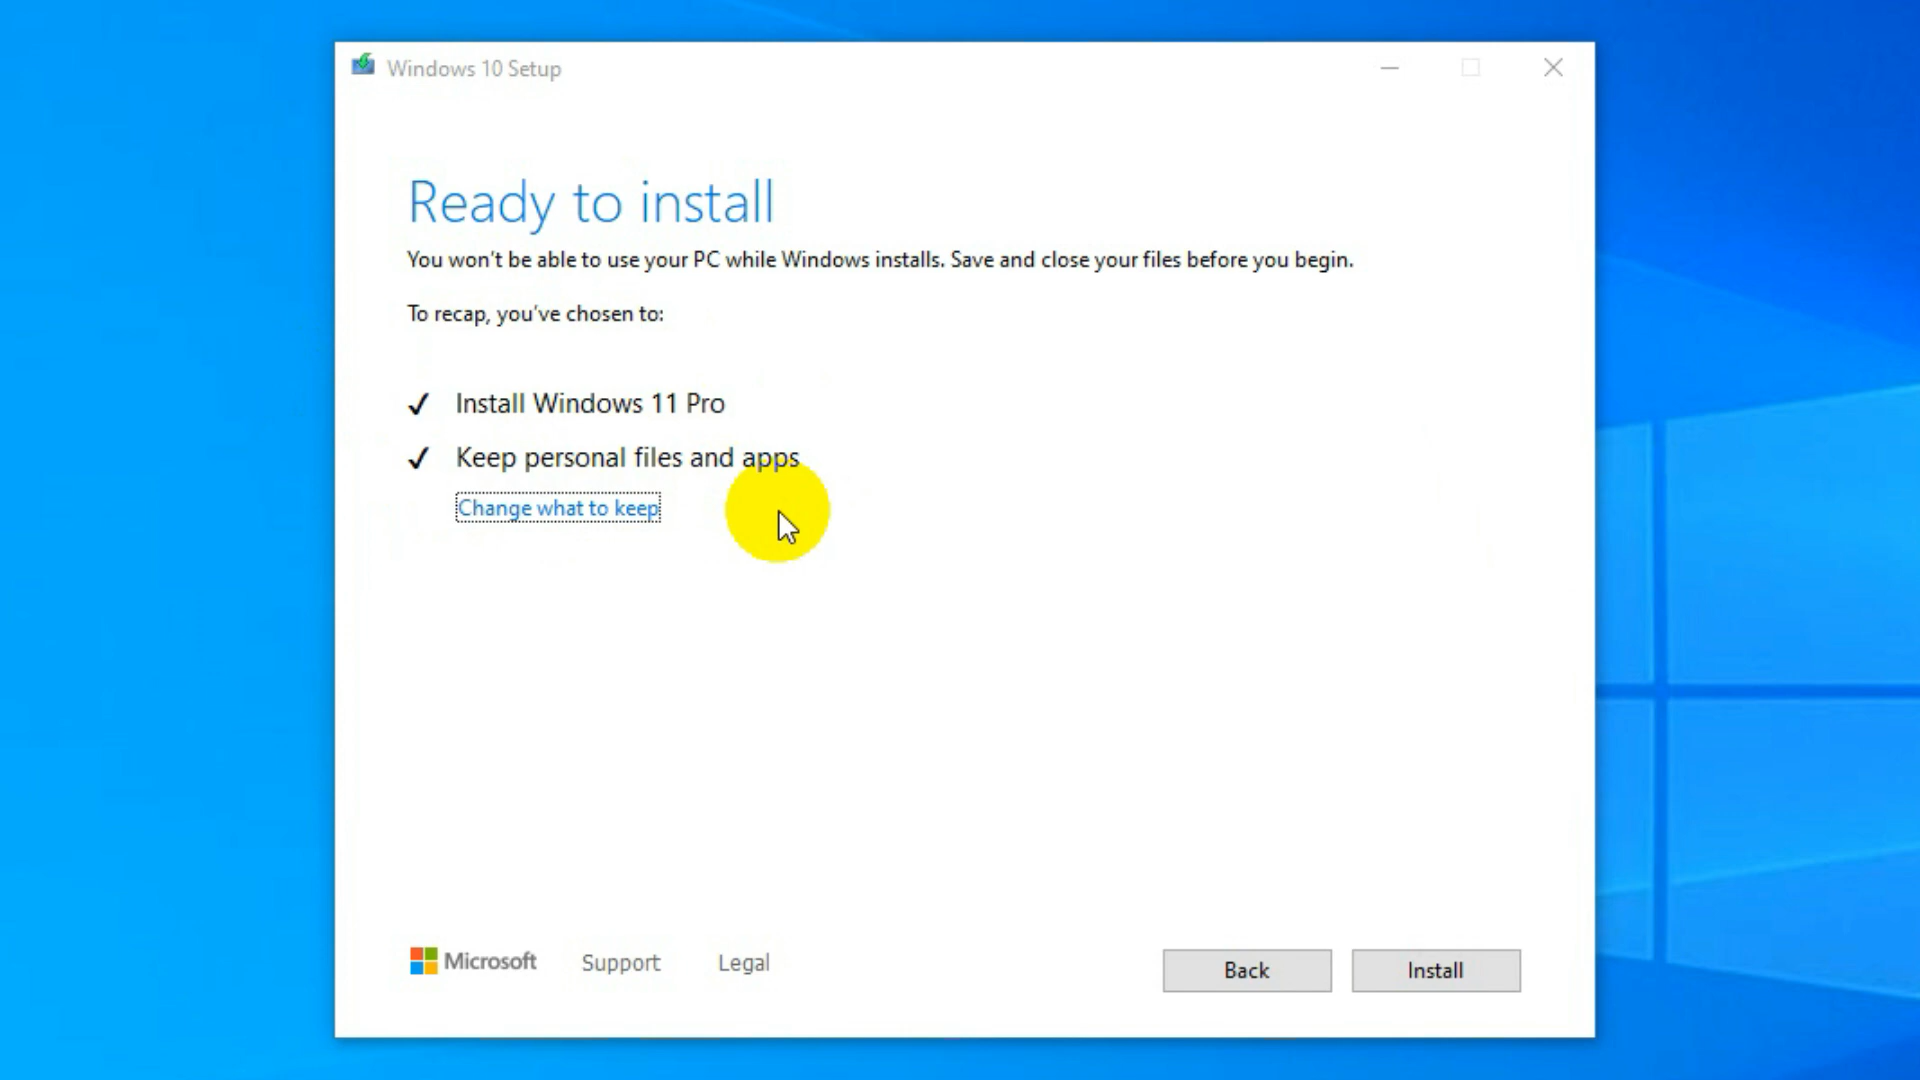 Windows 10 Setup
Ready to install
You won't be able to use your PC while Windows installs. Save and close your files before you begin.
To recap, you've chosen to:
Install Windows 11 Pro
Keep personal files and apps
Change what to keep
Microsoft Support Legal Back Install